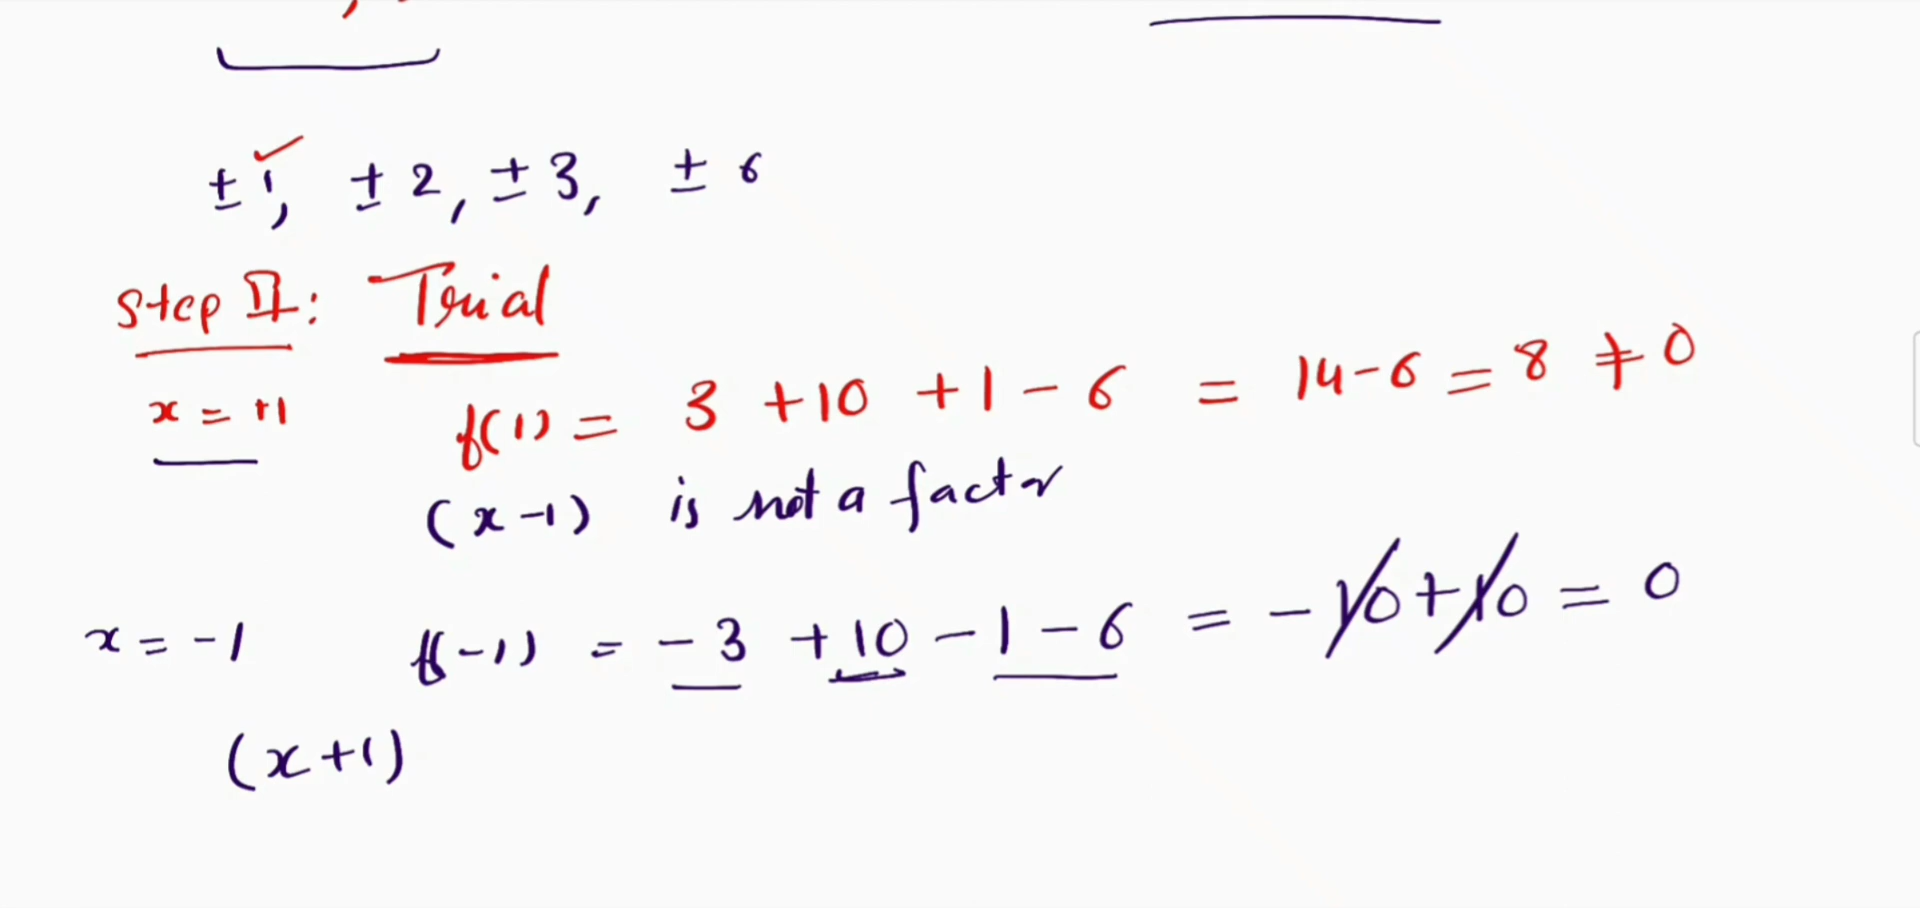 ±1, ±2, ±3, ±6
Step II: Trial
x = +1
f(1) = 3 +10 +1 - 6 = 14-6 = 8 ≠ 0
(x-1) is not a factor
x = -1 f(-1) = -3 +10 -1 -6 = -10+10 = 0
(x+1)